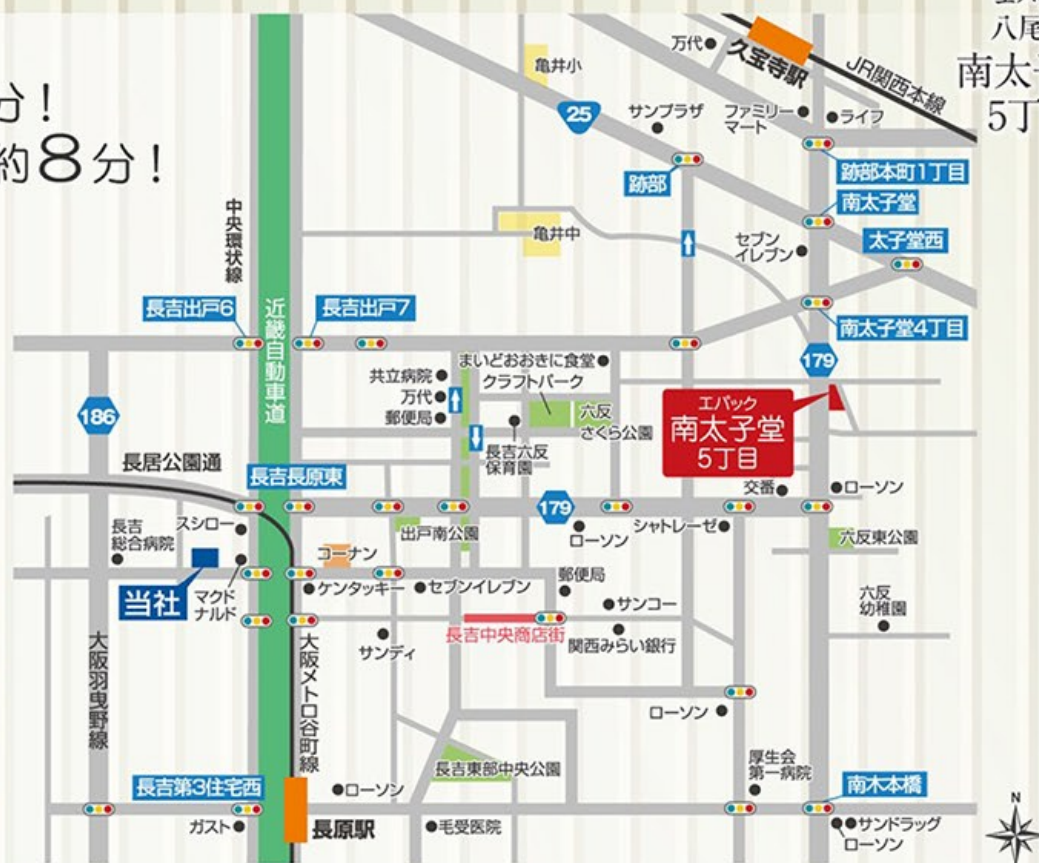 八尾
南太
5丁
分！
約8分！
万代
久宝寺駅
JR関西本線
亀井小
25
サンプラザ
ファミリー
マート
ライフ
跡部
跡部本町1丁目
南太子堂
太子堂西
中央環状線
亀井中
セブン
イレブン
長吉出戸6
長吉出戸7
近畿自動車道
南太子堂4丁目
179
まいどおおきに食堂
共立病院
クラフトパーク
万代
郵便局
六反
さくら公園
エバック
南太子堂
5丁目
186
長吉六反
保育園
長居公園通
長吉長原東
交番
ローソン
179
長吉
総合病院
スシロー
出戸南公園
ローソン
シャトレーゼ
六反東公園
コーナン
当社
マクド
ナルド
ケンタッキー
セブンイレブン
郵便局
サンコー
六反
幼稚園
長吉中央商店街
関西みらい銀行
サンディ
大阪羽曳野線
大阪メトロ谷町線
ローソン
長吉東部中央公園
厚生会
第一病院
長吉第3住宅西
ローソン
南木本橋
ガスト
長原駅
毛受医院
サンドラッグ
ローソン
N